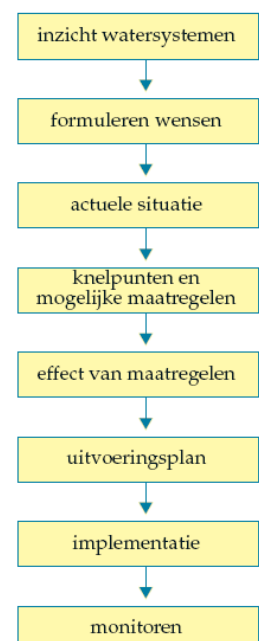 inzicht watersystemen
formuleren wensen
actuele situatie
knelpunten en
mogelijke maatregelen
effect van maatregelen
uitvoeringsplan
implementatie
monitoren